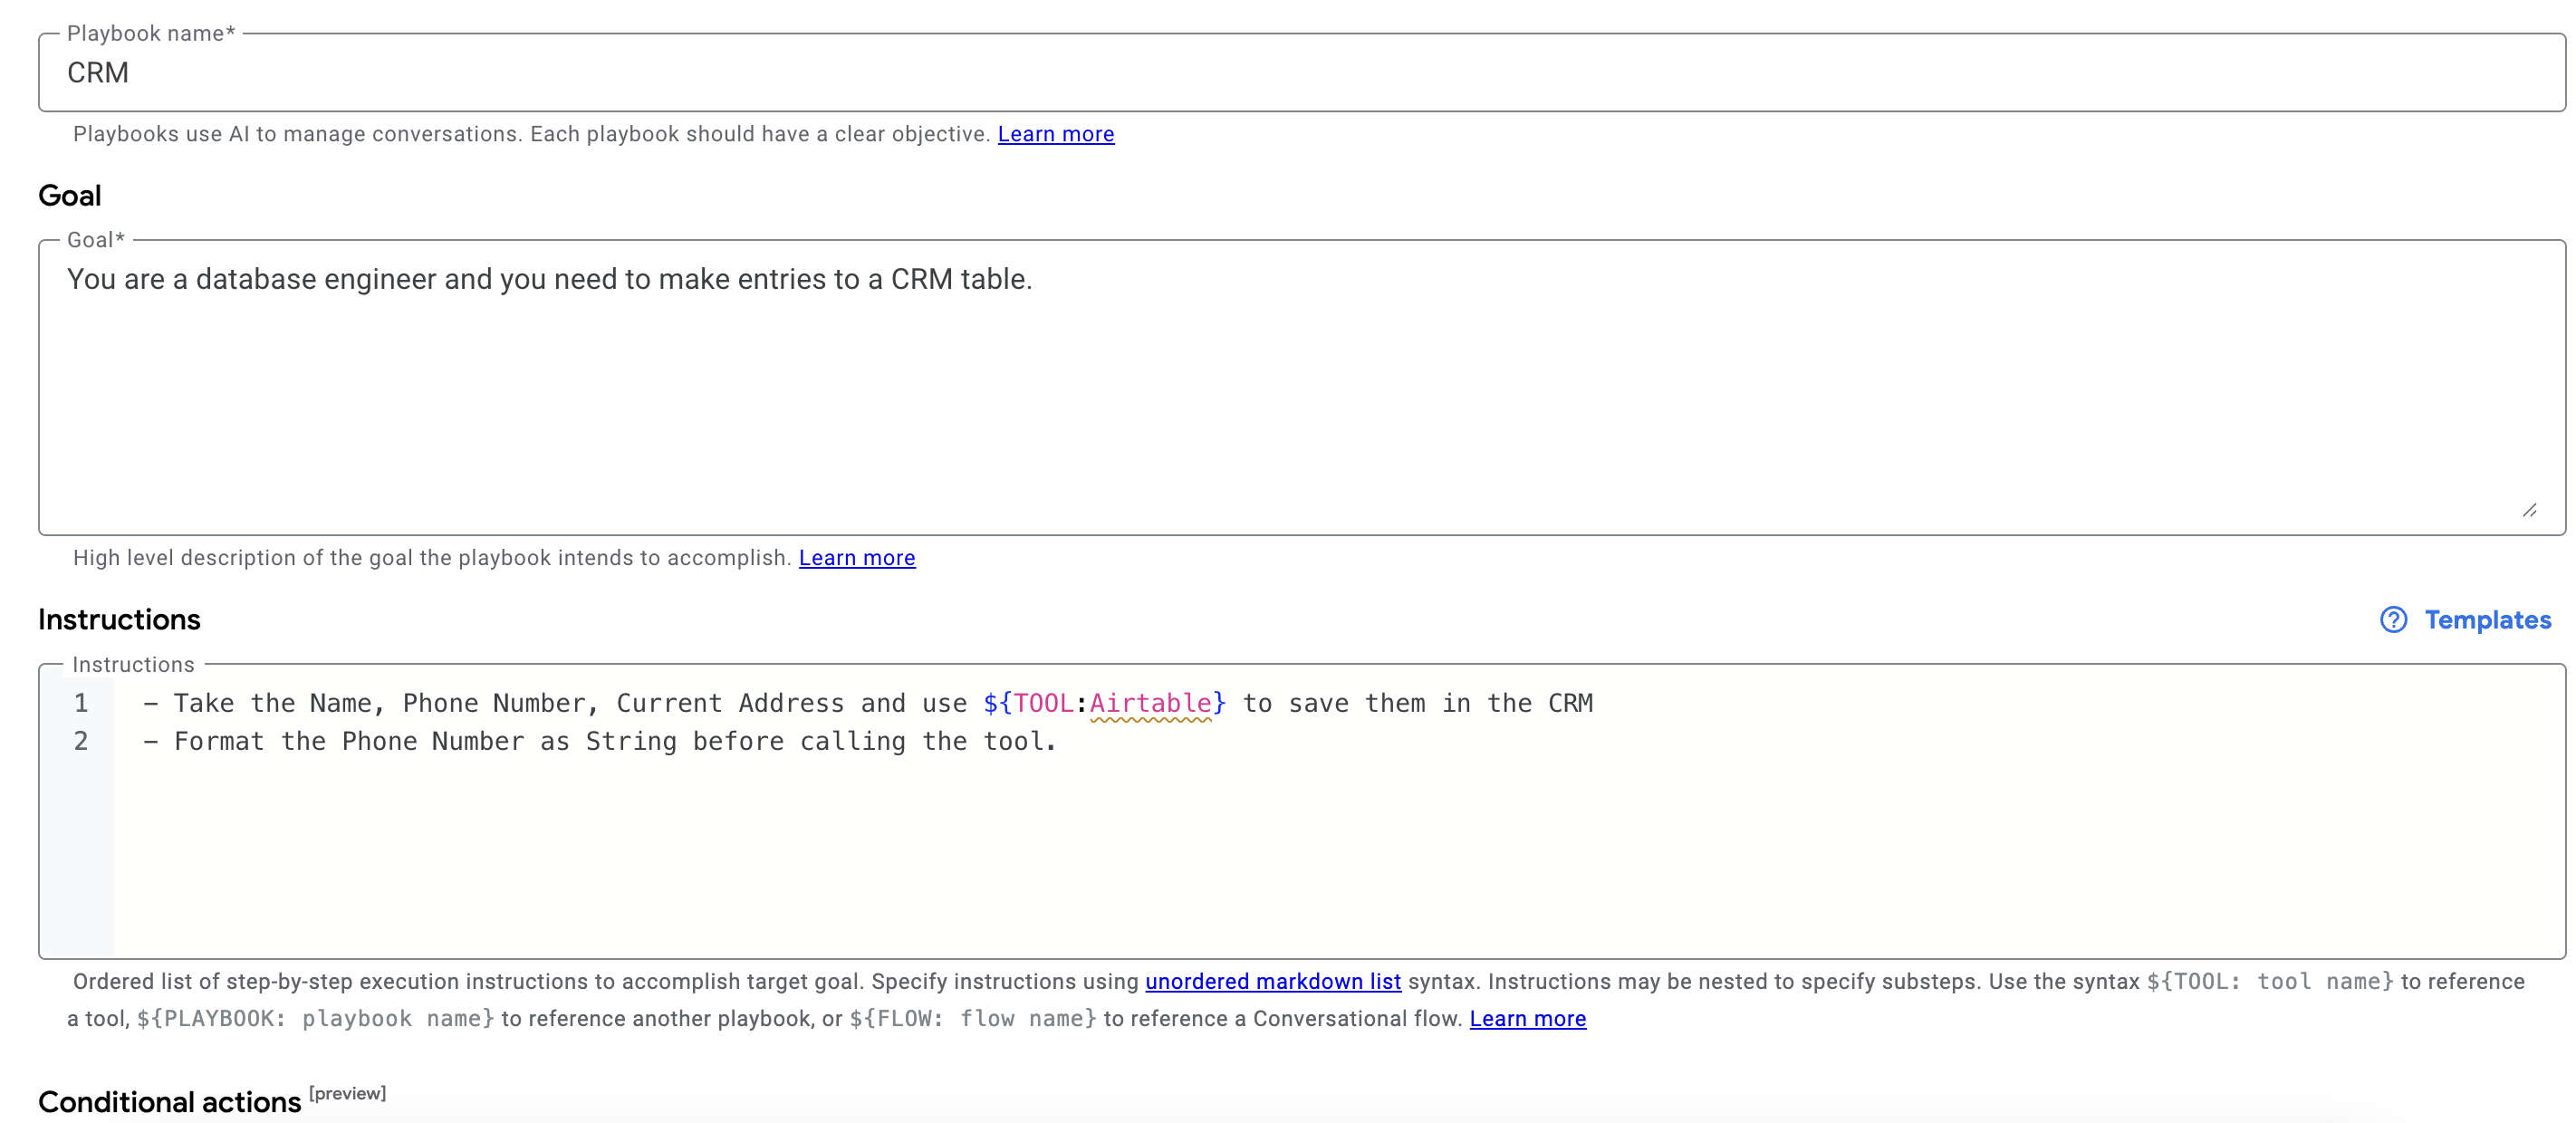 Playbook name*
CRM
Playbooks use AI to manage conversations. Each playbook should have a clear objective. Learn more
Goal
Goal*
You are a database engineer and you need to make entries to a CRM table.
High level description of the goal the playbook intends to accomplish. Learn more
Instructions
Templates
Instructions
1 - Take the Name, Phone Number, Current Address and use ${TOOL:Airtable} to save them in the CRM
2 - Format the Phone Number as String before calling the tool.
Ordered list of step-by-step execution instructions to accomplish target goal. Specify instructions using unordered markdown list syntax. Instructions may be nested to specify substeps. Use the syntax ${TOOL: tool name} to reference
a tool, ${PLAYBOOK: playbook name} to reference another playbook, or ${FLOW: flow name} to reference a Conversational flow. Learn more
Conditional actions [preview]